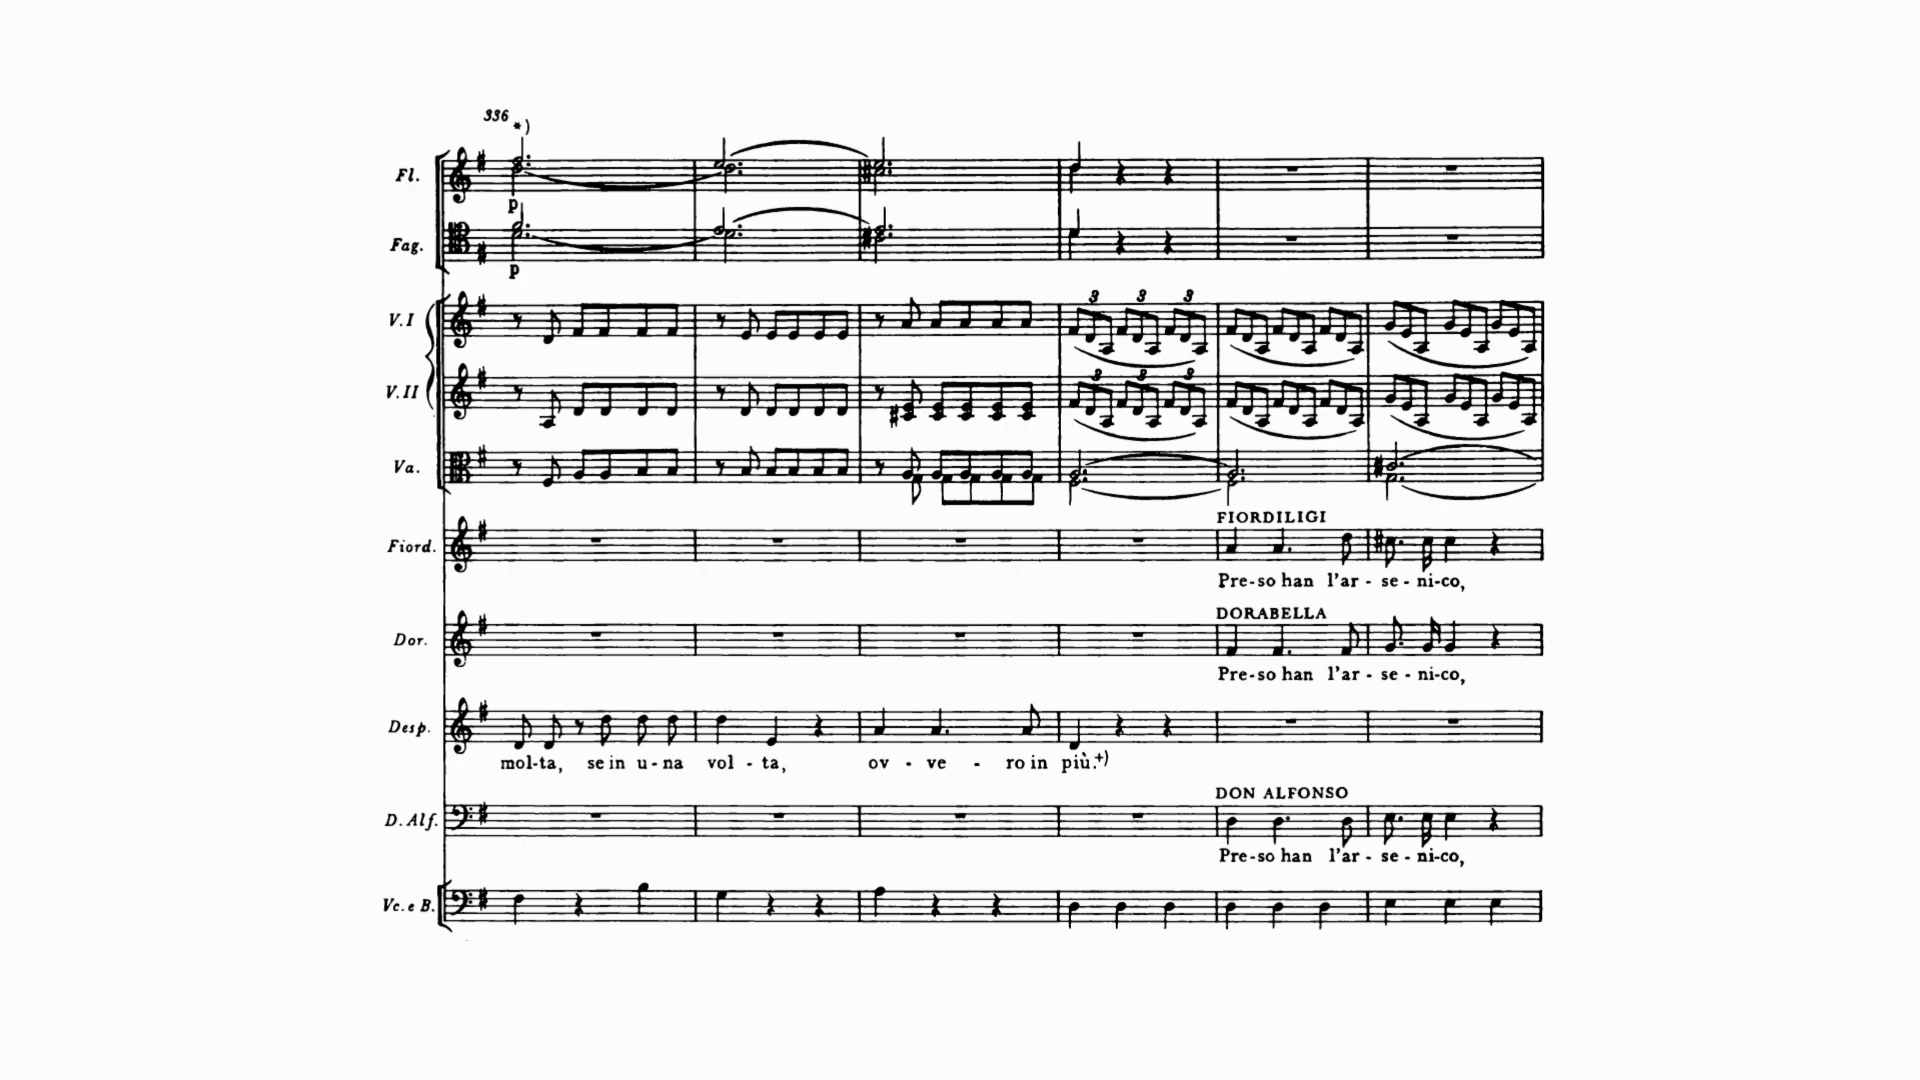 336
*)
Fl.
p
Fag.
p
V.I
3 3 3
V.II
3 3 3
Va.
FIORDILIGI
Fiord.
Pre-so han l'ar - se - ni-co,
DORABELLA
Dor.
Pre-so han l'ar - se - ni-co,
Desp.
mol-ta, se in u - na vol - ta, ov - ve - ro in più.+)
DON ALFONSO
D. Alf.
Pre-so han l'ar - se - ni-co,
Vc. e B.